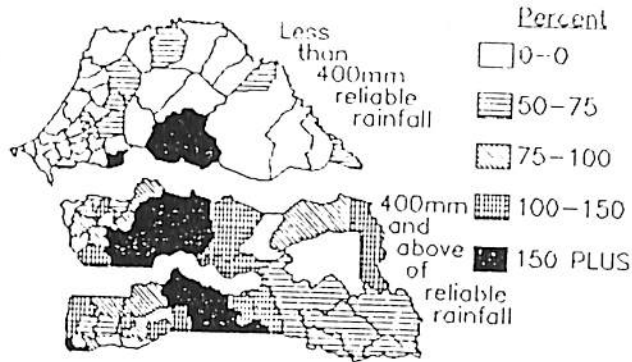 Less
than
400mm
reliable
rainfall
400mm
and
above
of
reliable
rainfall
Percent
0-0
50-75
75-100
100-150
150 PLUS